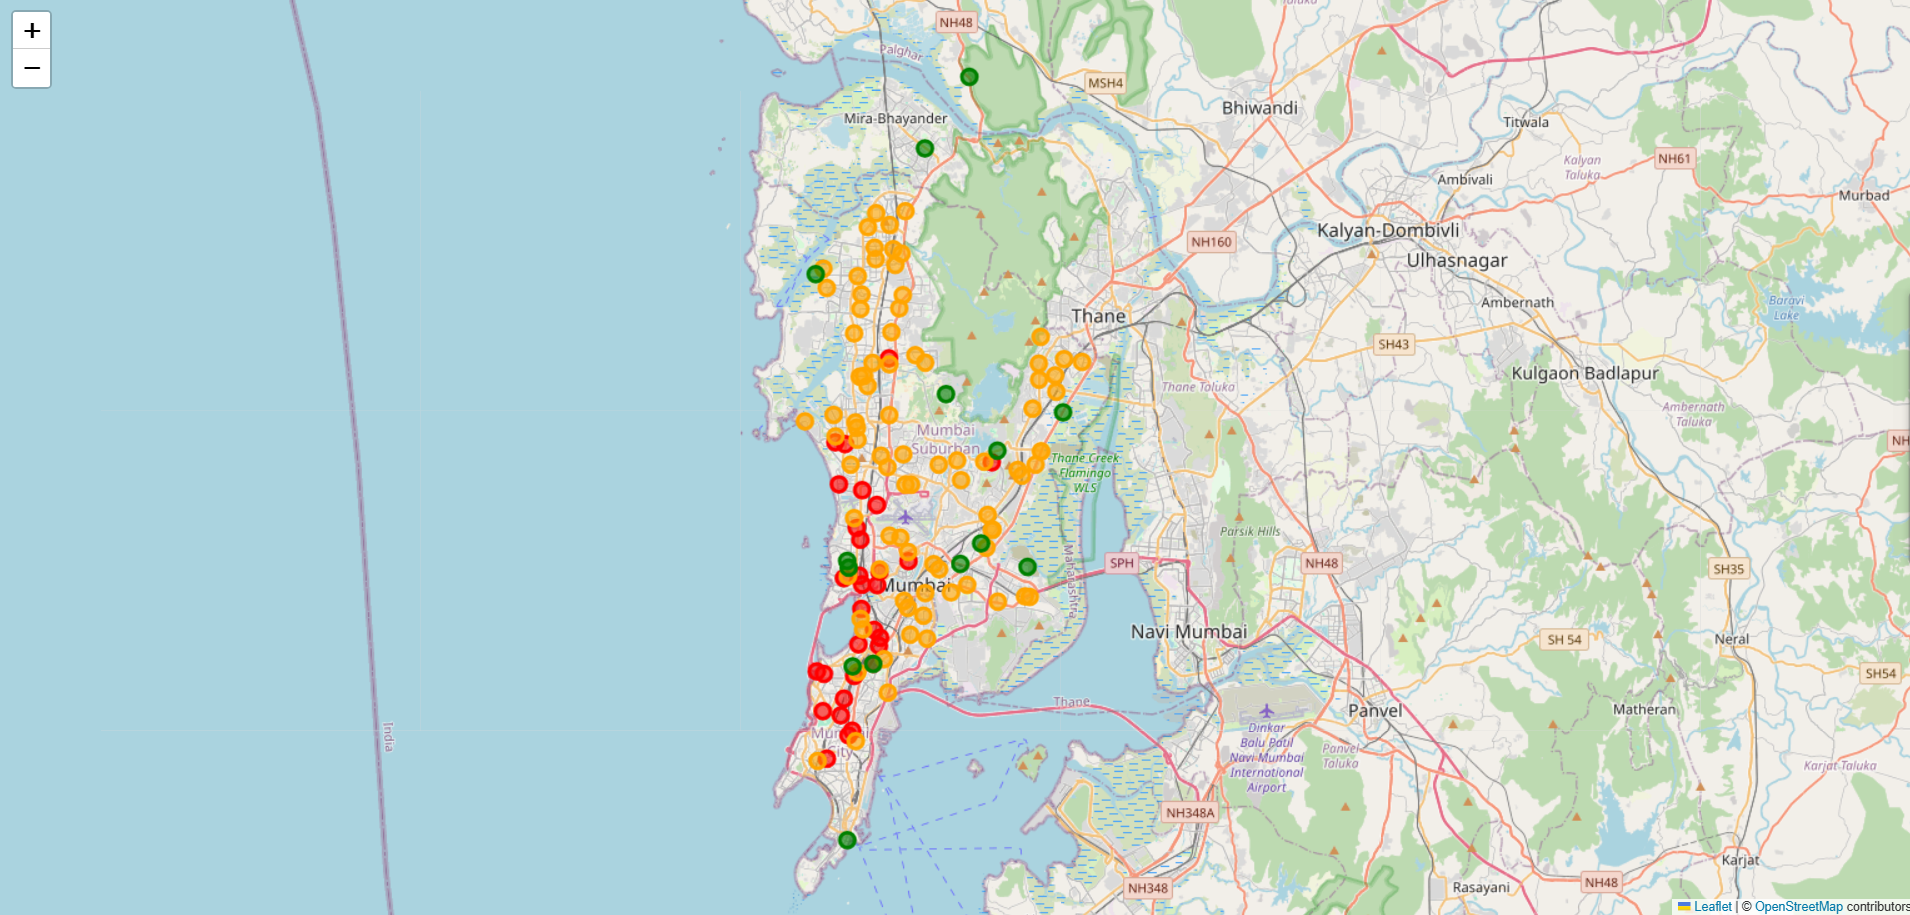 +
−
NH48
Taluka
Palghar
MSH4
Bhiwandi
Mira-Bhayander
Titwala
Kalyan
Taluka
NH61
Ambivali
Murbad
Kalyan-Dombivli
NH160
Ulhasnagar
Ambernath
Baravi
Lake
Thane
SH43
Kulgaon Badlapur
Thane Taluka
Ambernath
Taluka
Mumbai
Suburban
NH
Thane Creek
Flamingo
WLS
Parsik Hills
Maharashtra
SPH
NH48
SH35
Mumbai
Navi Mumbai
SH 54
Neral
SH54
Thane
Panvel
Matheran
India
City
Dinkar
Balu Patil
Navi Mumbai
International
Airport
Panvel
Taluka
Karjat Taluka
NH348A
Karjat
NH348
Rasayani
NH48
Leaflet | © OpenStreetMap contributors